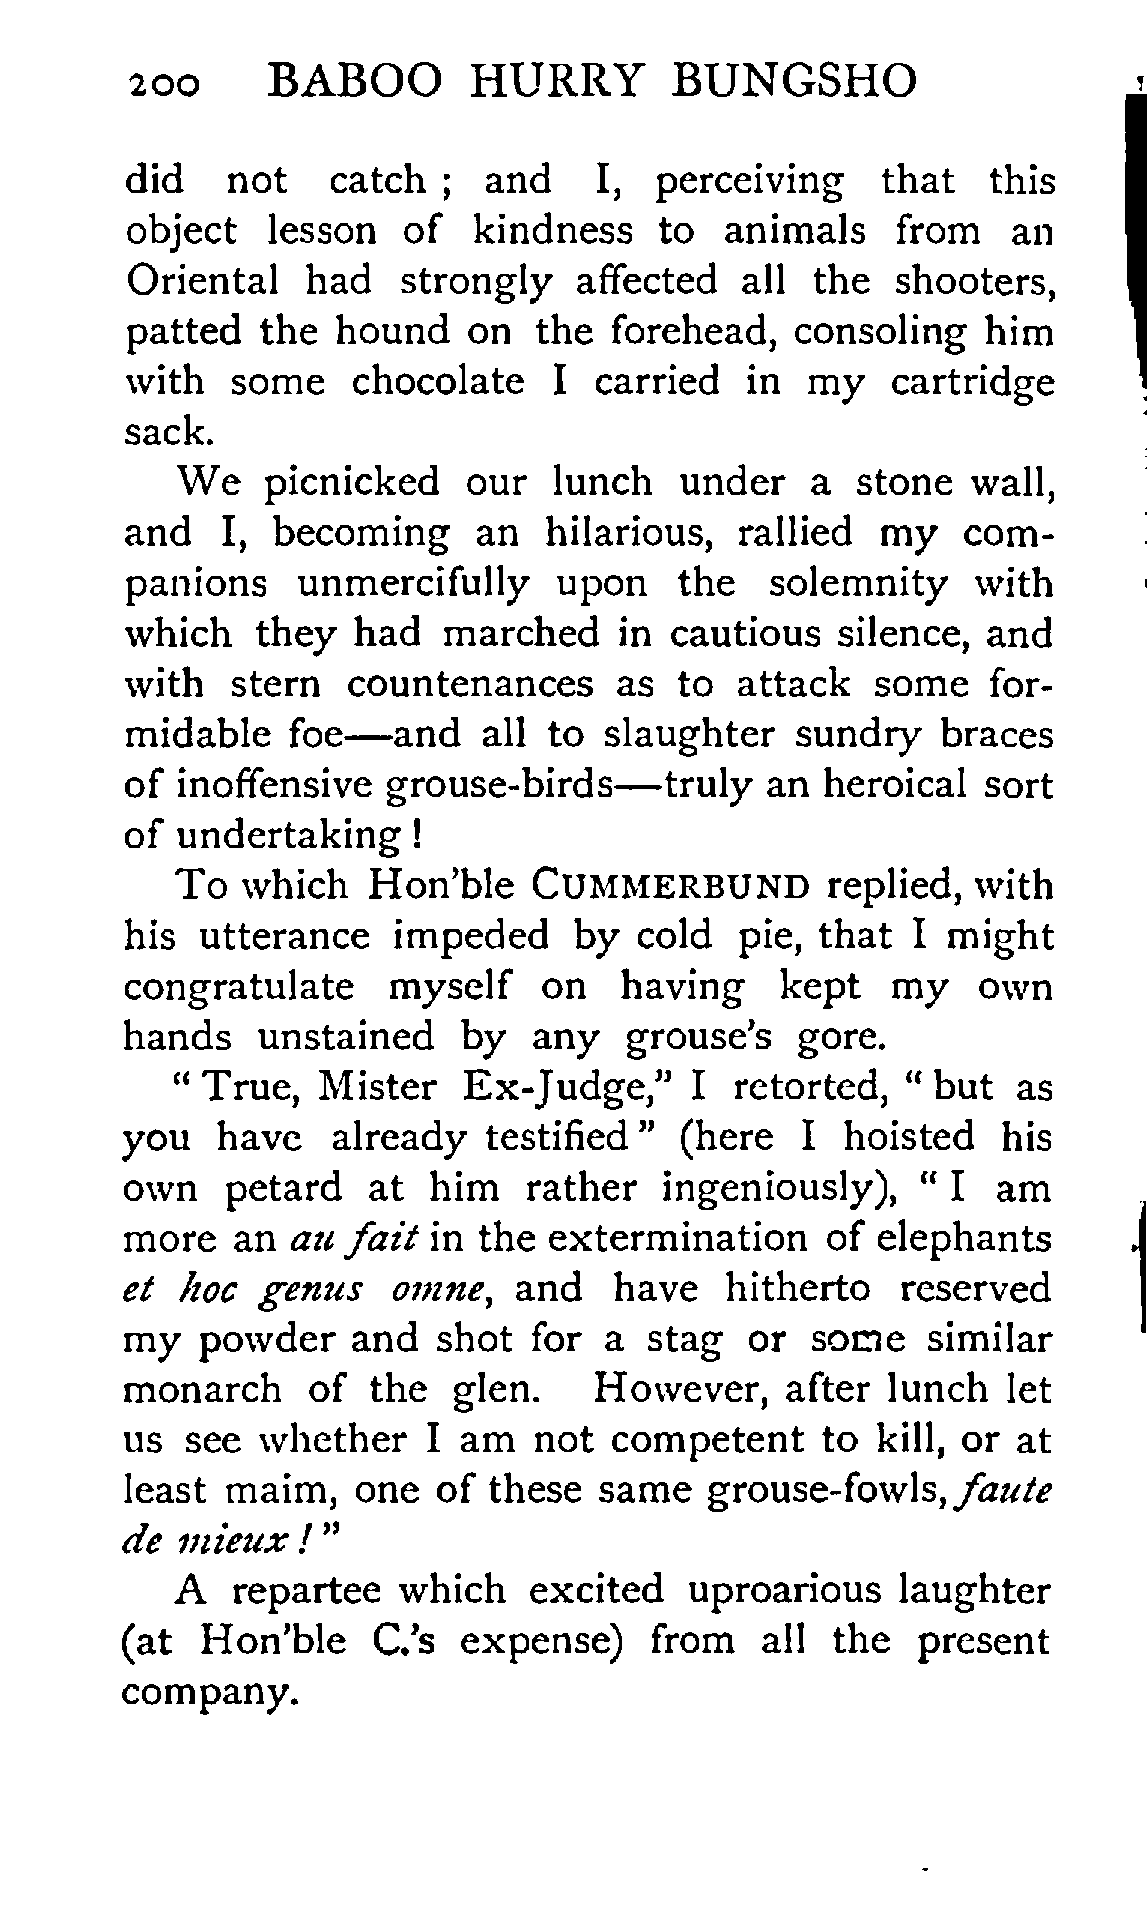 200 BABOO HURRY BUNGSHO
did not catch ; and I, perceiving that this
object lesson of kindness to animals from an
Oriental had strongly affected all the shooters,
patted the hound on the forehead, consoling him
with some chocolate I carried in my cartridge
sack.
We picnicked our lunch under a stone wall,
and I, becoming an hilarious, rallied my com-
panions unmercifully upon the solemnity with
which they had marched in cautious silence, and
with stern countenances as to attack some for-
midable foe—and all to slaughter sundry braces
of inoffensive grouse-birds—truly an heroical sort
of undertaking !
To which Hon'ble CUMMERBUND replied, with
his utterance impeded by cold pie, that I might
congratulate myself on having kept my own
hands unstained by any grouse's gore.
“ True, Mister Ex-Judge,” I retorted, “ but as
you have already testified ” (here I hoisted his
own petard at him rather ingeniously), “ I am
more an au fait in the extermination of elephants
et hoc genus omne, and have hitherto reserved
my powder and shot for a stag or some similar
monarch of the glen. However, after lunch let
us see whether I am not competent to kill, or at
least maim, one of these same grouse-fowls, faute
de mieux ! ”
A repartee which excited uproarious laughter
(at Hon'ble C.'s expense) from all the present
company.